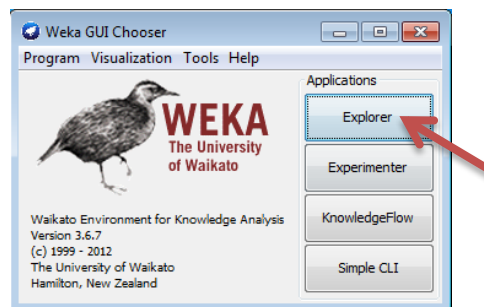 Weka GUI Chooser
Program Visualization Tools Help
Applications
WEKA
The University
of Waikato
Explorer
Experimenter
KnowledgeFlow
Simple CLI
Waikato Environment for Knowledge Analysis
Version 3.6.7
(c) 1999 - 2012
The University of Waikato
Hamilton, New Zealand